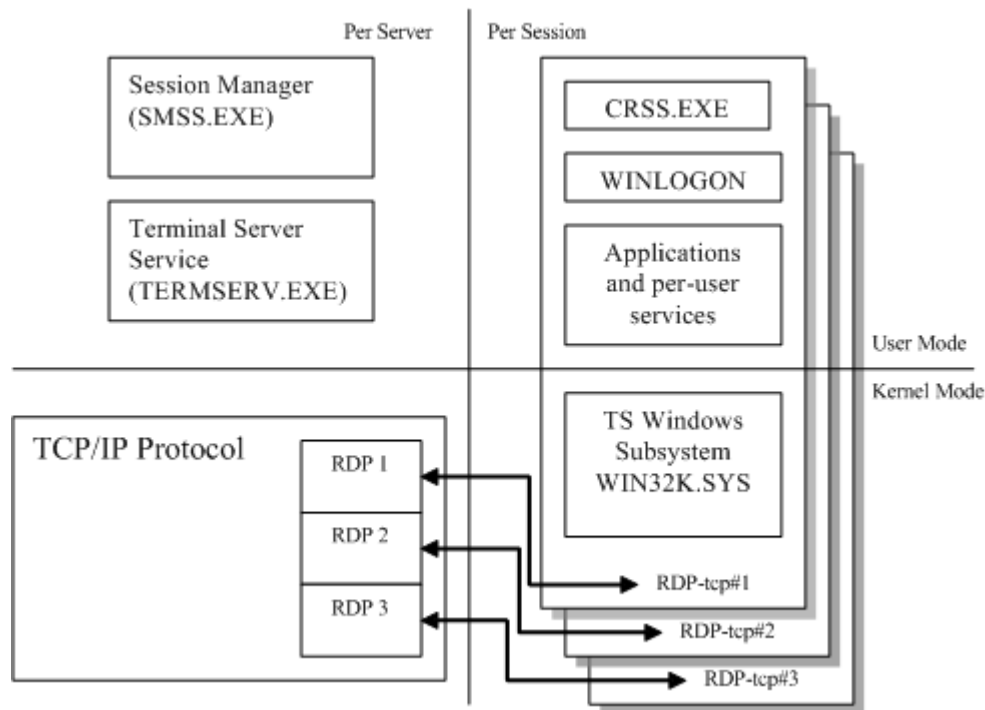 Per Server
Per Session
Session Manager
(SMSS.EXE)
Terminal Server
Service
(TERMSERV.EXE)
CRSS.EXE
WINLOGON
Applications
and per-user
services
User Mode
Kernel Mode
TCP/IP Protocol
RDP 1
RDP 2
RDP 3
TS Windows
Subsystem
WIN32K.SYS
RDP-tcp#1
RDP-tcp#2
RDP-tcp#3